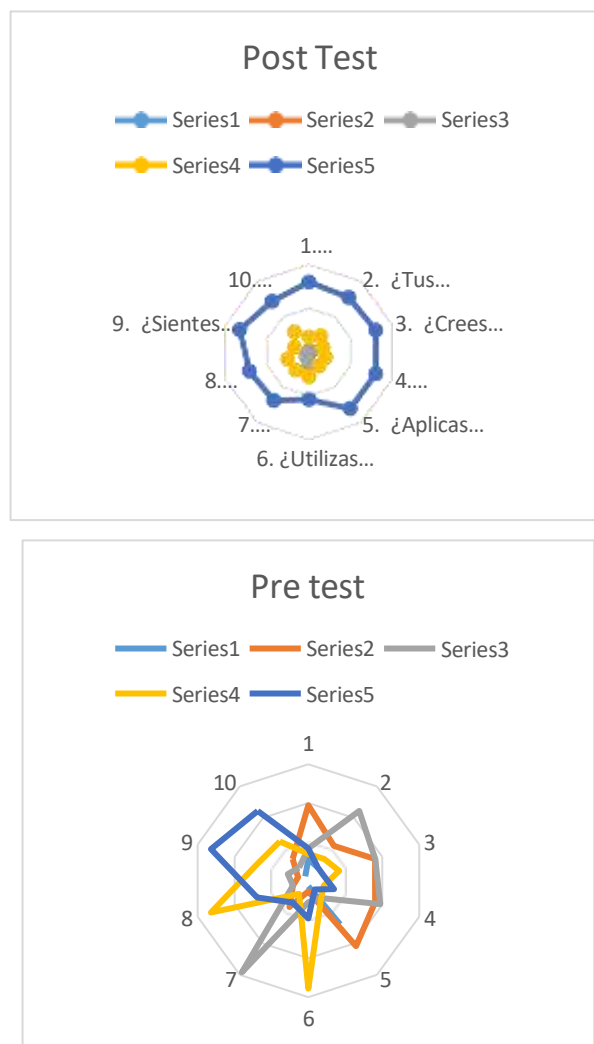 Post Test
Series1 Series2 Series3
Series4 Series5
1....
10.... 2. ¿Tus...
9. ¿Sientes... 3. ¿Crees...
8.... 4....
7.... 5. ¿Aplicas...
6. ¿Utilizas...
Pre test
Series1 Series2 Series3
Series4 Series5
1
10 2
9 3
8 4
7 5
6